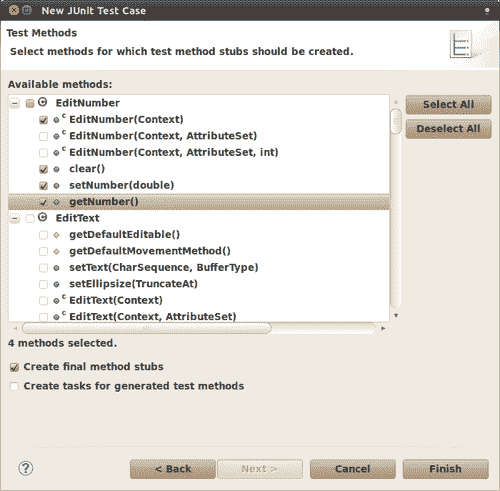 New JUnit Test Case
Test Methods
Select methods for which test method stubs should be created.
Available methods:
EditNumber
c EditNumber(Context)
EditNumber(Context, AttributeSet)
c EditNumber(Context, AttributeSet, int)
clear()
setNumber(double)
getNumber()
EditText
getDefaultEditable()
getDefaultMovementMethod()
setText(CharSequence, BufferType)
setEllipsize(TruncateAt)
c EditText(Context)
c EditText(Context, AttributeSet)
Select All
Deselect All
4 methods selected.
Create final method stubs
Create tasks for generated test methods
?
< Back
Next >
Cancel
Finish